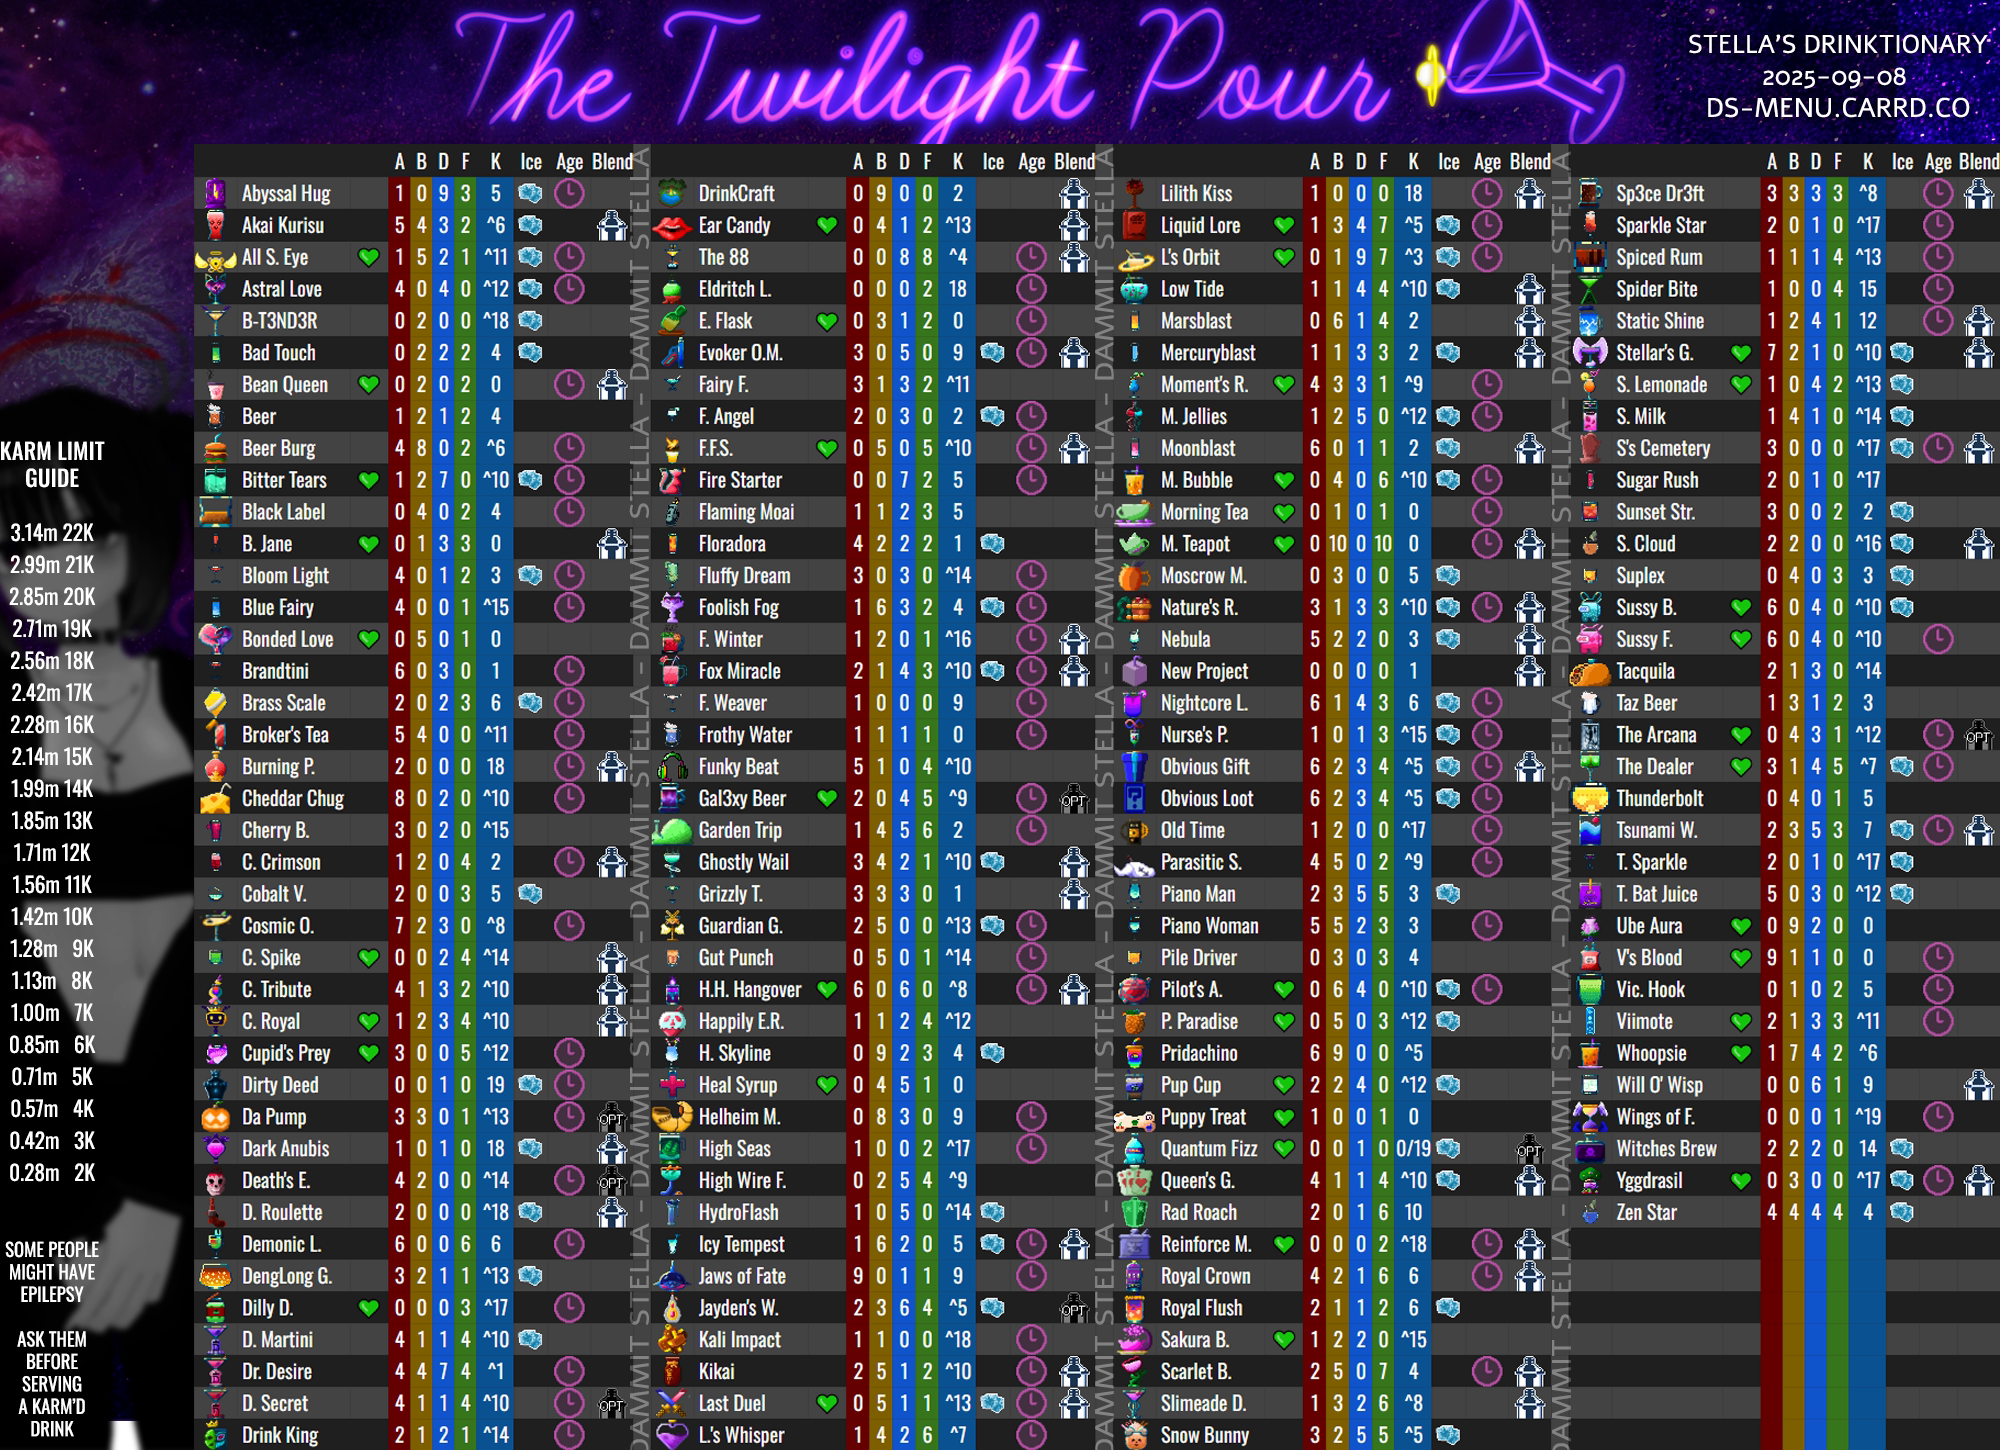 The Twilight Pour
STELLA'S DRINKTIONARY
2025-09-08
DS-MENU.CARRD.CO
KARM LIMIT
GUIDE
3.14m 22K
2.99m 21K
2.85m 20K
2.71m 19K
2.56m 18K
2.42m 17K
2.28m 16K
2.14m 15K
1.99m 14K
1.85m 13K
1.71m 12K
1.56m 11K
1.42m 10K
1.28m 9K
1.13m 8K
1.00m 7K
0.85m 6K
0.71m 5K
0.57m 4K
0.42m 3K
0.28m 2K
SOME PEOPLE
MIGHT HAVE
EPILEPSY
ASK THEM
BEFORE
SERVING
A KARM'D
DRINK
A B D F K Ice Age Blend
Abyssal Hug 1 0 9 3 5
Akai Kurisu 5 4 3 2 ^6
All S. Eye 1 5 2 1 ^11
Astral Love 4 0 4 0 ^12
B-T3ND3R 0 2 0 0 ^18
Bad Touch 0 2 2 2 4
Bean Queen 0 2 0 2 0
Beer 1 2 1 2 4
Beer Burg 4 8 0 2 ^6
Bitter Tears 1 2 7 0 ^10
Black Label 0 4 0 2 4
B. Jane 0 1 3 3 0
Bloom Light 4 0 1 2 3
Blue Fairy 4 0 0 1 ^15
Bonded Love 0 5 0 1 0
Brandtini 6 0 3 0 1
Brass Scale 2 0 2 3 6
Broker's Tea 5 4 0 0 ^11
Burning P. 2 0 0 0 18
Cheddar Chug 8 0 2 0 ^10
Cherry B. 3 0 2 0 ^15
C. Crimson 1 2 0 4 2
Cobalt V. 2 0 0 3 5
Cosmic O. 7 2 3 0 ^8
C. Spike 0 0 2 4 ^14
C. Tribute 4 1 3 2 ^10
C. Royal 1 2 3 4 ^10
Cupid's Prey 3 0 0 5 ^12
Dirty Deed 0 0 1 0 19
Da Pump 3 3 0 1 ^13 OPT
Dark Anubis 1 0 1 0 18
Death's E. 4 2 0 0 ^14 OPT
D. Roulette 2 0 0 0 ^18
Demonic L. 6 0 0 6 6
DengLong G. 3 2 1 1 ^13
Dilly D. 0 0 0 3 ^17
D. Martini 4 1 1 4 ^10
Dr. Desire 4 4 7 4 ^1
D. Secret 4 1 1 4 ^10 OPT
Drink King 2 1 2 1 ^14
DAMMIT STELLA - DAMMIT STELLA - DAMMIT STELLA - DAMMIT STELLA
A B D F K Ice Age Blend
DrinkCraft 0 9 0 0 2
Ear Candy 0 4 1 2 ^13
The 88 0 0 8 8 ^4
Eldritch L. 0 0 0 2 18
E. Flask 0 3 1 2 0
Evoker O.M. 3 0 5 0 9
Fairy F. 3 1 3 2 ^11
F. Angel 2 0 3 0 2
F.F.S. 0 5 0 5 ^10
Fire Starter 0 0 7 2 5
Flaming Moai 1 1 2 3 5
Floradora 4 2 2 2 1
Fluffy Dream 3 0 3 0 ^14
Foolish Fog 1 6 3 2 4
F. Winter 1 2 0 1 ^16
Fox Miracle 2 1 4 3 ^10
F. Weaver 1 0 0 0 9
Frothy Water 1 1 1 1 0
Funky Beat 5 1 0 4 ^10
Gal3xy Beer 2 0 4 5 ^9 OPT
Garden Trip 1 4 5 6 2
Ghostly Wail 3 4 2 1 ^10
Grizzly T. 3 3 3 0 1
Guardian G. 2 5 0 0 ^13
Gut Punch 0 5 0 1 ^14
H.H. Hangover 6 0 6 0 ^8
Happily E.R. 1 1 2 4 ^12
H. Skyline 0 9 2 3 4
Heal Syrup 0 4 5 1 0
Helheim M. 0 8 3 0 9
High Seas 1 0 0 2 ^17
High Wire F. 0 2 5 4 ^9
HydroFlash 1 0 5 0 ^14
Icy Tempest 1 6 2 0 5
Jaws of Fate 9 0 1 1 9
Jayden's W. 2 3 6 4 ^5 OPT
Kali Impact 1 1 0 0 ^18
Kikai 2 5 1 2 ^10
Last Duel 0 5 1 1 ^13
L.'s Whisper 1 4 2 6 ^7
DAMMIT STELLA - DAMMIT STELLA - DAMMIT STELLA - DAMMIT STELLA
A B D F K Ice Age Blend
Lilith Kiss 1 0 0 0 18
Liquid Lore 1 3 4 7 ^5
L's Orbit 0 1 9 7 ^3
Low Tide 1 1 4 4 ^10
Marsblast 0 6 1 4 2
Mercuryblast 1 1 3 3 2
Moment's R. 4 3 3 1 ^9
M. Jellies 1 2 5 0 ^12
Moonblast 6 0 1 1 2
M. Bubble 0 4 0 6 ^10
Morning Tea 0 1 0 1 0
M. Teapot 0 10 0 10 0
Moscrow M. 0 3 0 0 5
Nature's R. 3 1 3 3 ^10
Nebula 5 2 2 0 3
New Project 0 0 0 0 1
Nightcore L. 6 1 4 3 6
Nurse's P. 1 0 1 3 ^15
Obvious Gift 6 2 3 4 ^5
Obvious Loot 6 2 3 4 ^5
Old Time 1 2 0 0 ^17
Parasitic S. 4 5 0 2 ^9
Piano Man 2 3 5 5 3
Piano Woman 5 5 2 3 3
Pile Driver 0 3 0 3 4
Pilot's A. 0 6 4 0 ^10
P. Paradise 0 5 0 3 ^12
Pridachino 6 9 0 0 ^5
Pup Cup 2 2 4 0 ^12
Puppy Treat 1 0 0 1 0
Quantum Fizz 0 0 1 0 0/19 OPT
Queen's G. 4 1 1 4 ^10
Rad Roach 2 0 1 6 10
Reinforce M. 0 0 0 2 ^18
Royal Crown 4 2 1 6 6
Royal Flush 2 1 1 2 6
Sakura B. 1 2 2 0 ^15
Scarlet B. 2 5 0 7 4
Slimeade D. 1 3 2 6 ^8
Snow Bunny 3 2 5 5 ^5
DAMMIT STELLA - DAMMIT STELLA - DAMMIT STELLA - DAMMIT STELLA
A B D F K Ice Age Blend
Sp3ce Dr3ft 3 3 3 3 ^8
Sparkle Star 2 0 1 0 ^17
Spiced Rum 1 1 1 4 ^13
Spider Bite 1 0 0 4 15
Static Shine 1 2 4 1 12
Stellar's G. 7 2 1 0 ^10
S. Lemonade 1 0 4 2 ^13
S. Milk 1 4 1 0 ^14
S's Cemetery 3 0 0 0 ^17
Sugar Rush 2 0 1 0 ^17
Sunset Str. 3 0 0 2 2
S. Cloud 2 2 0 0 ^16
Suplex 0 4 0 3 3
Sussy B. 6 0 4 0 ^10
Sussy F. 6 0 4 0 ^10
Tacquila 2 1 3 0 ^14
Taz Beer 1 3 1 2 3
The Arcana 0 4 3 1 ^12 OPT
The Dealer 3 1 4 5 ^7
Thunderbolt 0 4 0 1 5
Tsunami W. 2 3 5 3 7
T. Sparkle 2 0 1 0 ^17
T. Bat Juice 5 0 3 0 ^12
Ube Aura 0 9 2 0 0
V's Blood 9 1 1 0 0
Vic. Hook 0 1 0 2 5
Viimote 2 1 3 3 ^11
Whoopsie 1 7 4 2 ^6
Will O' Wisp 0 0 6 1 9
Wings of F. 0 0 0 1 ^19
Witches Brew 2 2 2 0 14
Yggdrasil 0 3 0 0 ^17
Zen Star 4 4 4 4 4